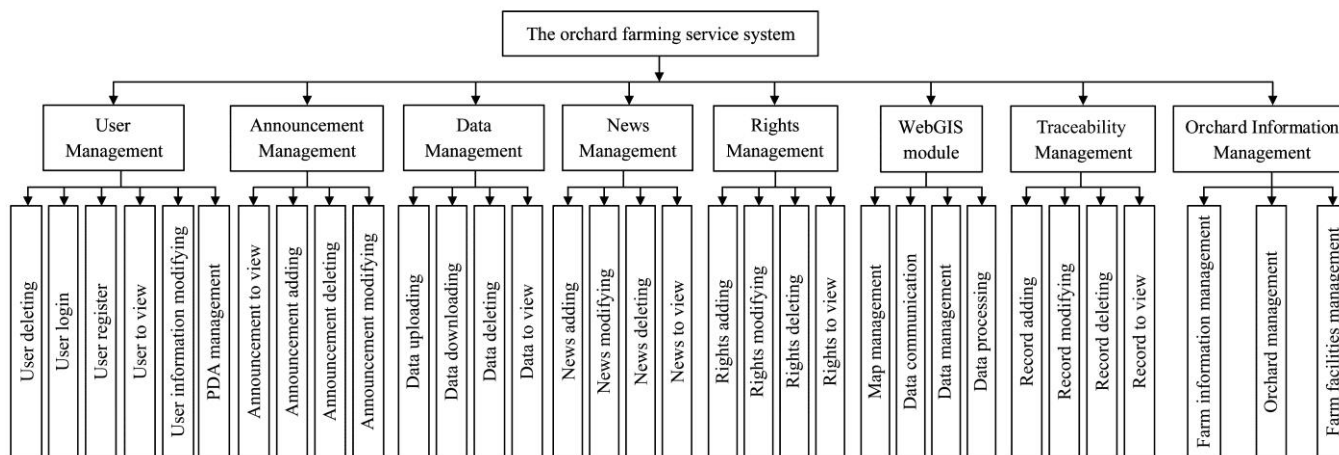 The orchard farming service system
User
Management
Announcement
Management
Data
Management
News
Management
Rights
Management
WebGIS
module
Traceability
Management
Orchard Information
Management
User deleting
User login
User register
User to view
User information modifying
PDA management
Announcement to view
Announcement adding
Announcement deleting
Announcement modifying
Data uploading
Data downloading
Data deleting
Data to view
News adding
News modifying
News deleting
News to view
Rights adding
Rights modifying
Rights deleting
Rights to view
Map management
Data communication
Data management
Data processing
Record adding
Record modifying
Record deleting
Record to view
Farm information management
Orchard management
Farm facilities management